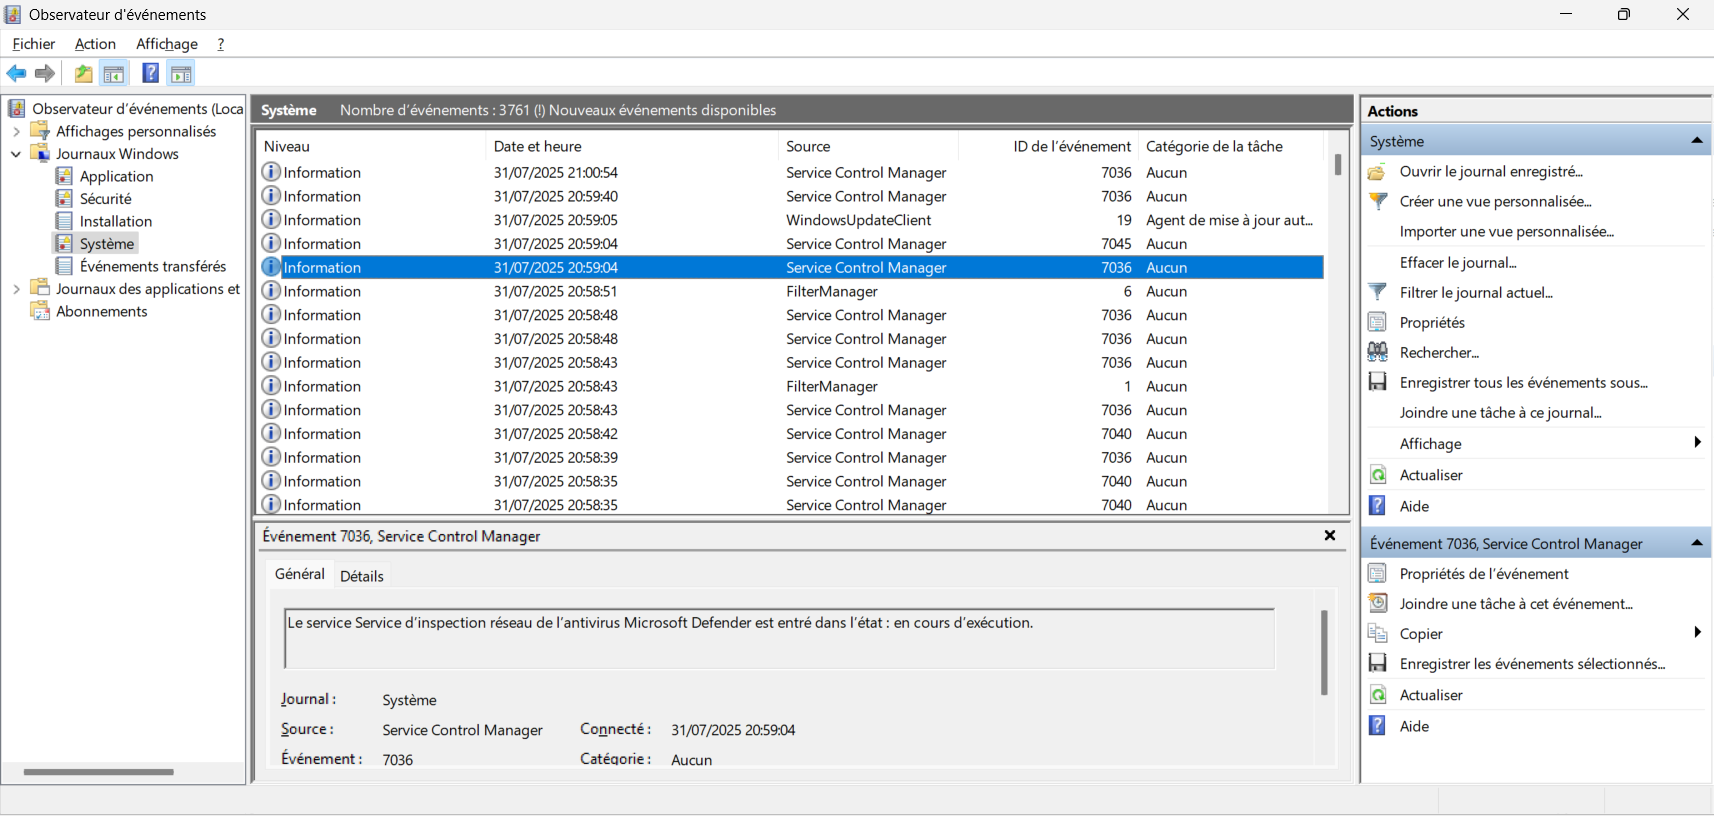 Observateur d'événements
Fichier Action Affichage ?
Observateur d'événements (Loca
Affichages personnalisés
Journaux Windows
Application
Sécurité
Installation
Système
Événements transférés
Journaux des applications et
Abonnements
Système Nombre d'événements : 3761 (!) Nouveaux événements disponibles
Niveau Date et heure Source ID de l'événement Catégorie de la tâche
Information 31/07/2025 21:00:54 Service Control Manager 7036 Aucun
Information 31/07/2025 20:59:40 Service Control Manager 7036 Aucun
Information 31/07/2025 20:59:05 WindowsUpdateClient 19 Agent de mise à jour aut...
Information 31/07/2025 20:59:04 Service Control Manager 7045 Aucun
Information 31/07/2025 20:59:04 Service Control Manager 7036 Aucun
Information 31/07/2025 20:58:51 FilterManager 6 Aucun
Information 31/07/2025 20:58:48 Service Control Manager 7036 Aucun
Information 31/07/2025 20:58:48 Service Control Manager 7036 Aucun
Information 31/07/2025 20:58:43 Service Control Manager 7036 Aucun
Information 31/07/2025 20:58:43 FilterManager 1 Aucun
Information 31/07/2025 20:58:43 Service Control Manager 7036 Aucun
Information 31/07/2025 20:58:42 Service Control Manager 7040 Aucun
Information 31/07/2025 20:58:39 Service Control Manager 7036 Aucun
Information 31/07/2025 20:58:35 Service Control Manager 7040 Aucun
Information 31/07/2025 20:58:35 Service Control Manager 7040 Aucun
Événement 7036, Service Control Manager
Général Détails
Le service Service d'inspection réseau de l'antivirus Microsoft Defender est entré dans l'état : en cours d'exécution.
Journal : Système
Source : Service Control Manager Connecté : 31/07/2025 20:59:04
Événement : 7036 Catégorie : Aucun
Actions
Système
Ouvrir le journal enregistré...
Créer une vue personnalisée...
Importer une vue personnalisée...
Effacer le journal...
Filtrer le journal actuel...
Propriétés
Rechercher...
Enregistrer tous les événements sous...
Joindre une tâche à ce journal...
Affichage
Actualiser
Aide
Événement 7036, Service Control Manager
Propriétés de l'événement
Joindre une tâche à cet événement...
Copier
Enregistrer les événements sélectionnés...
Actualiser
Aide